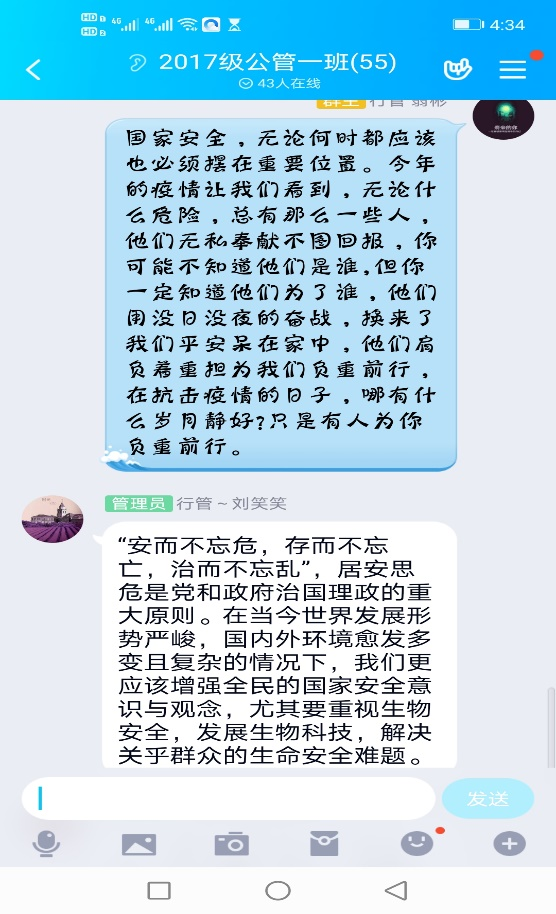 HD 1 4G 4G 4:34
HD 2
2017级公管一班(55)
43人在线
群主 行管
国家安全，无论何时都应该
也必须摆在重要位置。今年
的疫情让我们看到，无论什
么危险，总有那么一些人，
他们无私奉献不图回报，你
可能不知道他们是谁,但你
一定知道他们为了谁，他们
用没日没夜的奋战，换来了
我们平安呆在家中，他们肩
负着重担为我们负重前行，
在抗击疫情的日子，哪有什
么岁月静好?只是有人为你
负重前行。
管理员 行管～刘笑笑
“安而不忘危，存而不忘
亡，治而不忘乱”，居安思
危是党和政府治国理政的重
大原则。在当今世界发展形
势严峻，国内外环境愈发多
变且复杂的情况下，我们更
应该增强全民的国家安全意
识与观念，尤其要重视生物
安全，发展生物科技，解决
关乎群众的生命安全难题。
发送